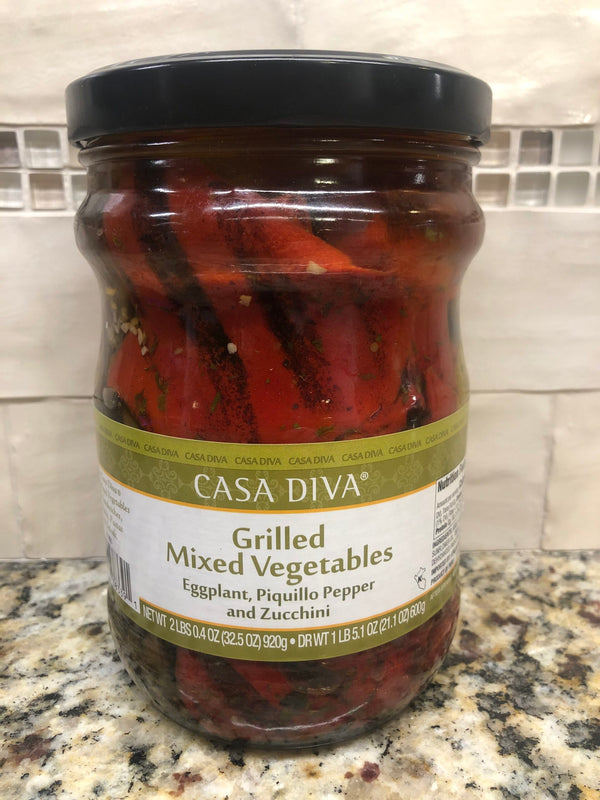 CASA DIVA CASA DIVA CASA DIVA CASA DIVA CASA DIVA CASA DIVA CASA DIVA
CASA DIVA®
Grilled
Mixed Vegetables
Eggplant, Piquillo Pepper
and Zucchini
NET WT 2 LBS 0.4 OZ (32.5 OZ) 920g • DR WT 1 LB 5.1 OZ (21.1 OZ) 600g
Nutrition